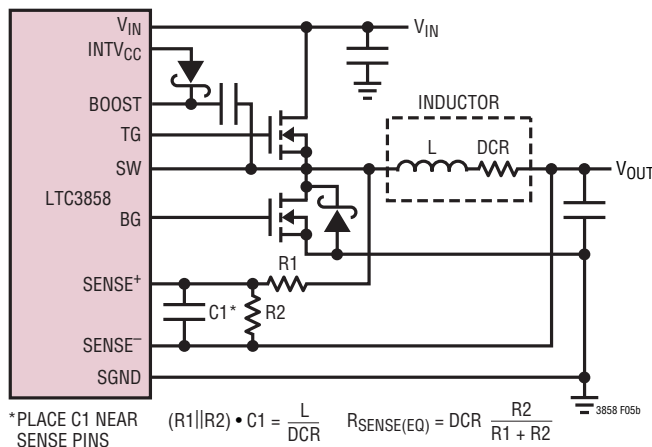 VIN
VIN
INTVCC
BOOST
INDUCTOR
TG
L
DCR
SW
VOUT
LTC3858
BG
R1
SENSE+
C1*
R2
SENSE–
SGND
3858 F05b
*PLACE C1 NEAR
SENSE PINS
(R1||R2) • C1 = L / DCR
RSENSE(EQ) = DCR R2 / R1 + R2